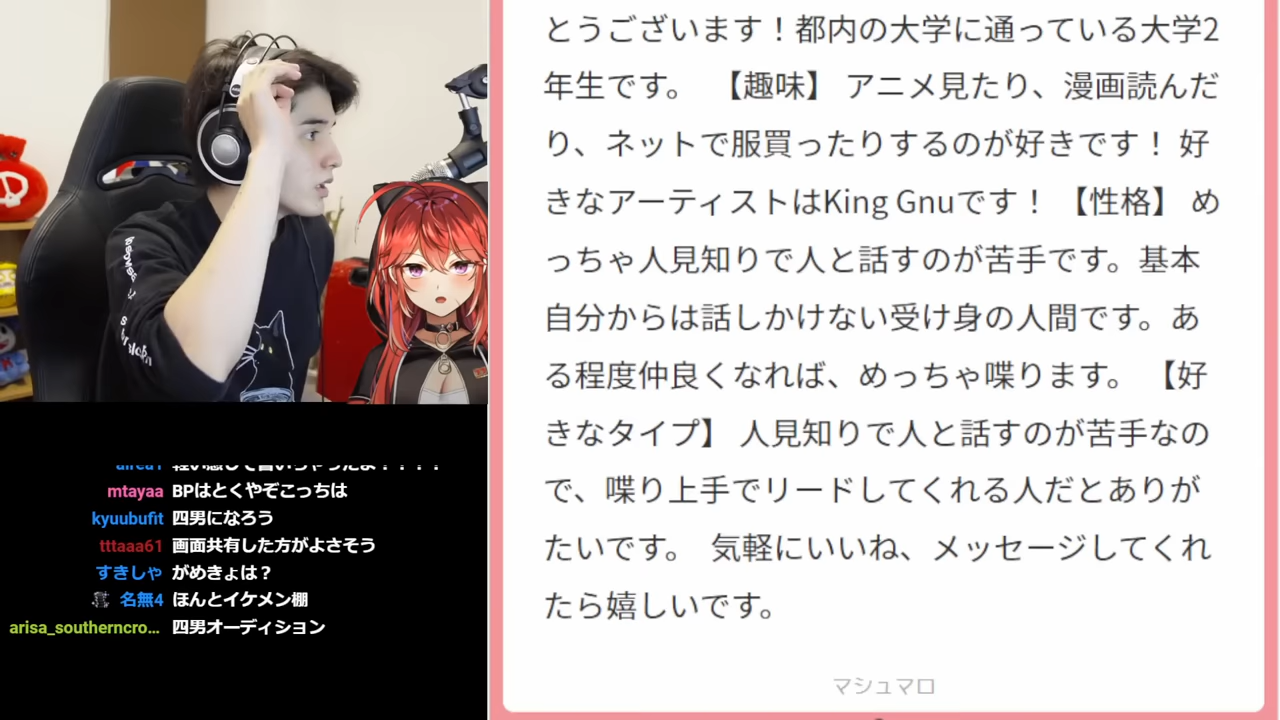 とうございます！都内の大学に通っている大学2
年生です。 【趣味】 アニメ見たり、漫画読んだ
り、ネットで服買ったりするのが好きです！ 好
きなアーティストはKing Gnuです！ 【性格】 め
っちゃ人見知りで人と話すのが苦手です。基本
自分からは話しかけない受け身の人間です。あ
る程度仲良くなれば、めっちゃ喋ります。 【好
きなタイプ】 人見知りで人と話すのが苦手なの
で、喋り上手でリードしてくれる人だとありが
たいです。 気軽にいいね、メッセージしてくれ
たら嬉しいです。
マシュマロ
mtayaa BPはとくやぞこっちは
kyuubufit 四男になろう
tttaaa61 画面共有した方がよさそう
すきしゃ がめきょは？
名無4 ほんとイケメン棚
arisa_southerncro... 四男オーディション